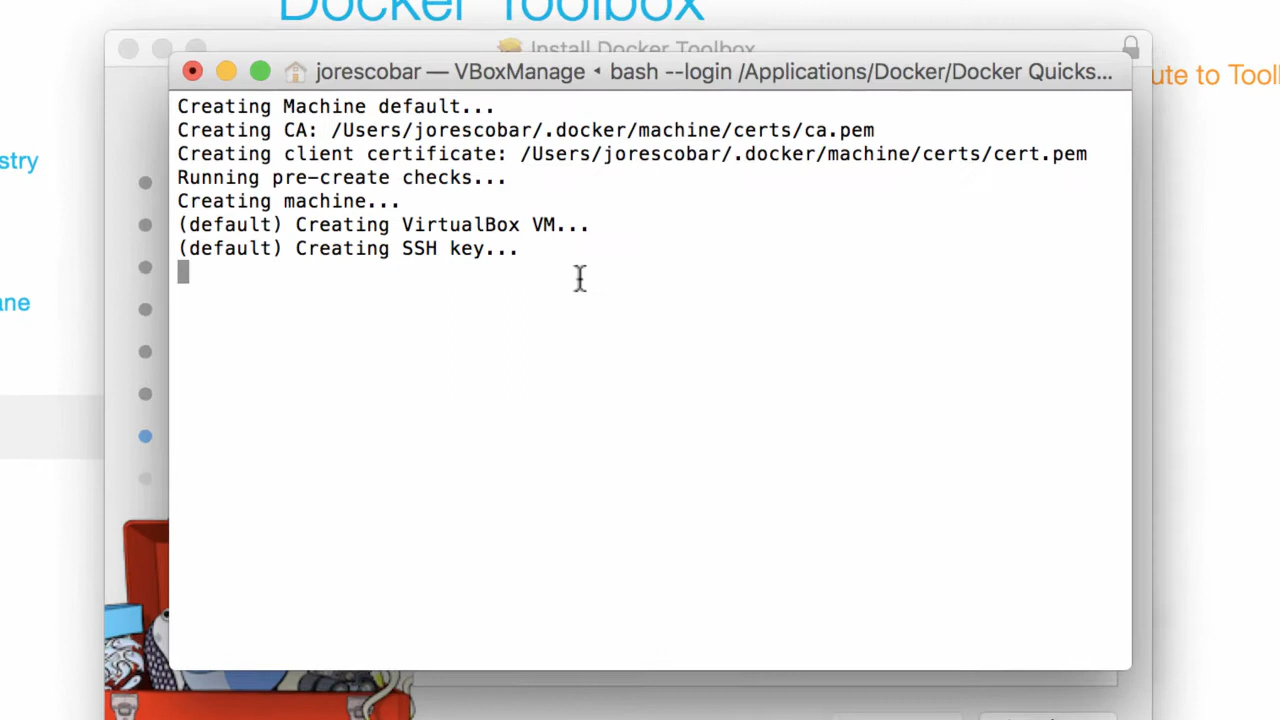 Docker Toolbox
Install Docker Toolbox
jorescobar — VBoxManage ◂ bash --login /Applications/Docker/Docker Quicks...
Creating Machine default...
Creating CA: /Users/jorescobar/.docker/machine/certs/ca.pem
Creating client certificate: /Users/jorescobar/.docker/machine/certs/cert.pem
Running pre-create checks...
Creating machine...
(default) Creating VirtualBox VM...
(default) Creating SSH key...
ute to Tool
stry
ane